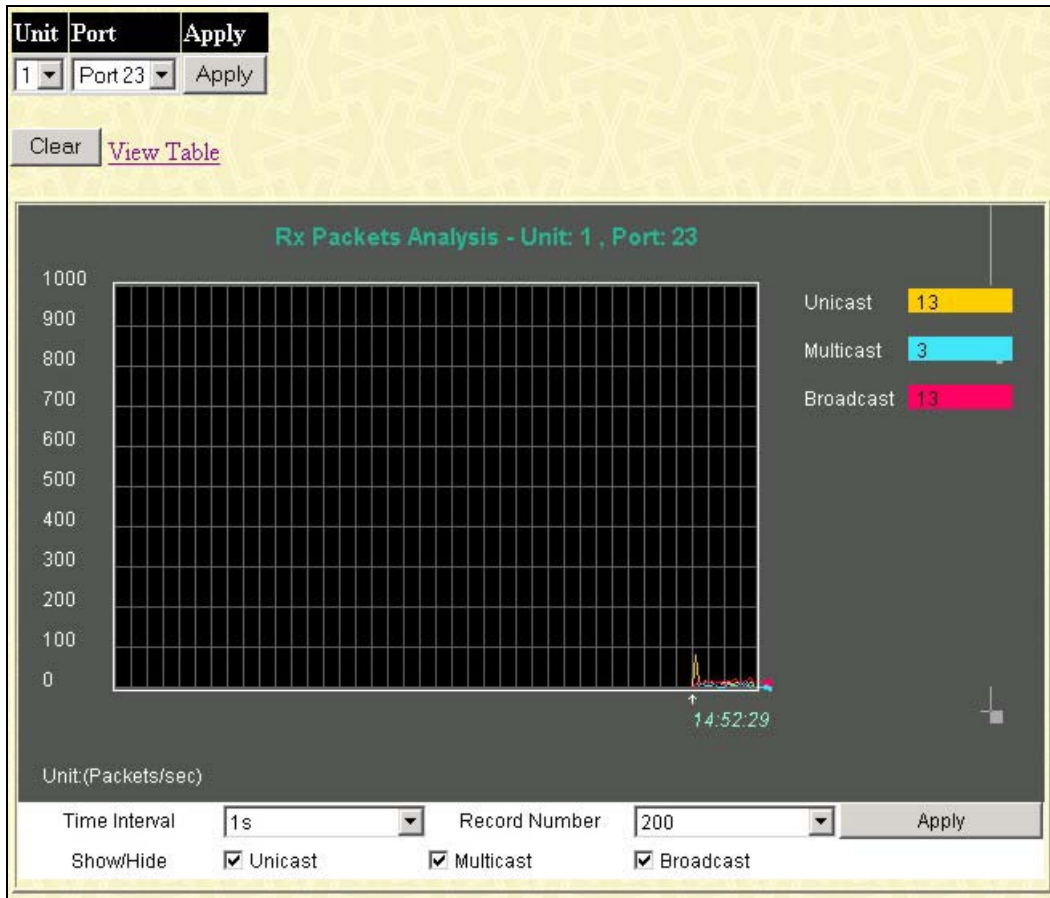 Unit Port Apply
1 Port 23 Apply
Clear View Table
Rx Packets Analysis - Unit: 1 , Port: 23
1000
900
800
700
600
500
400
300
200
100
0
Unicast 13
Multicast 3
Broadcast 13
14:52:29
Unit:(Packets/sec)
Time Interval 1s Record Number 200 Apply
Show/Hide Unicast Multicast Broadcast